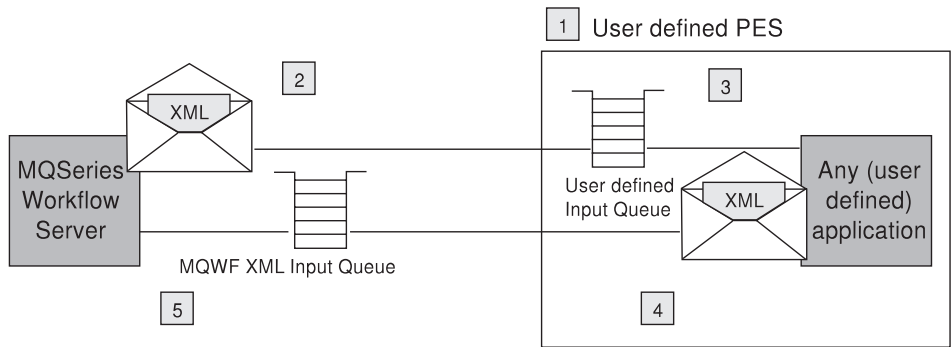 1 User defined PES
2
3
XML
MQSeries
Workflow
Server
User defined
Input Queue
XML
Any (user
defined)
application
MQWF XML Input Queue
5
4